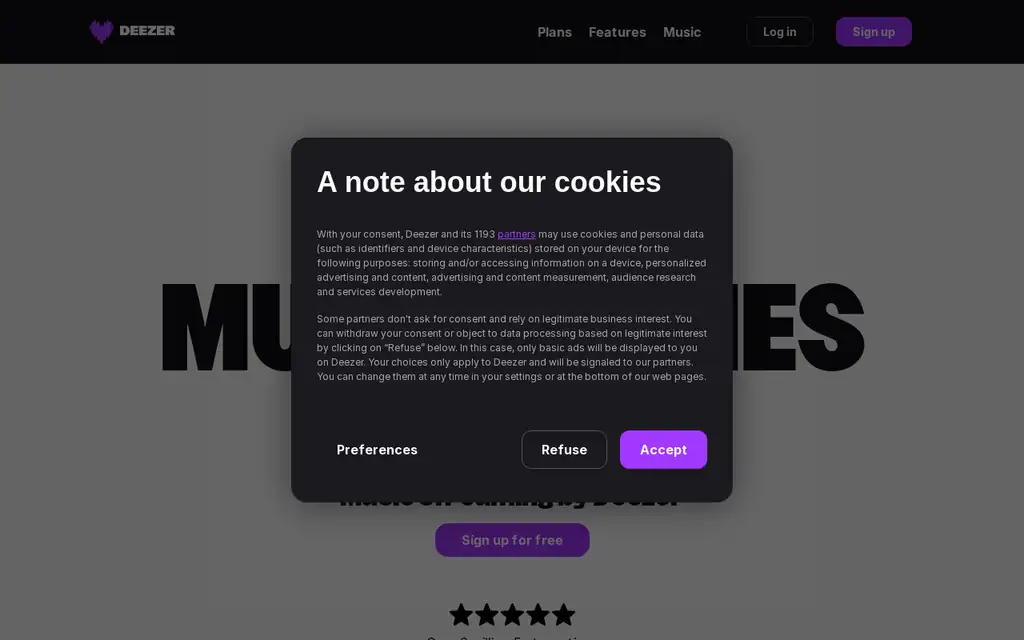 DEEZER
Plans Features Music Log in Sign up
A note about our cookies
With your consent, Deezer and its 1193 partners may use cookies and personal data
(such as identifiers and device characteristics) stored on your device for the
following purposes: storing and/or accessing information on a device, personalized
advertising and content, advertising and content measurement, audience research
and services development.
Some partners don't ask for consent and rely on legitimate business interest. You
can withdraw your consent or object to data processing based on legitimate interest
by clicking on “Refuse” below. In this case, only basic ads will be displayed to you
on Deezer. Your choices only apply to Deezer and will be signaled to our partners.
You can change them at any time in your settings or at the bottom of our web pages.
Preferences Refuse Accept
by Deezer
Sign up for free